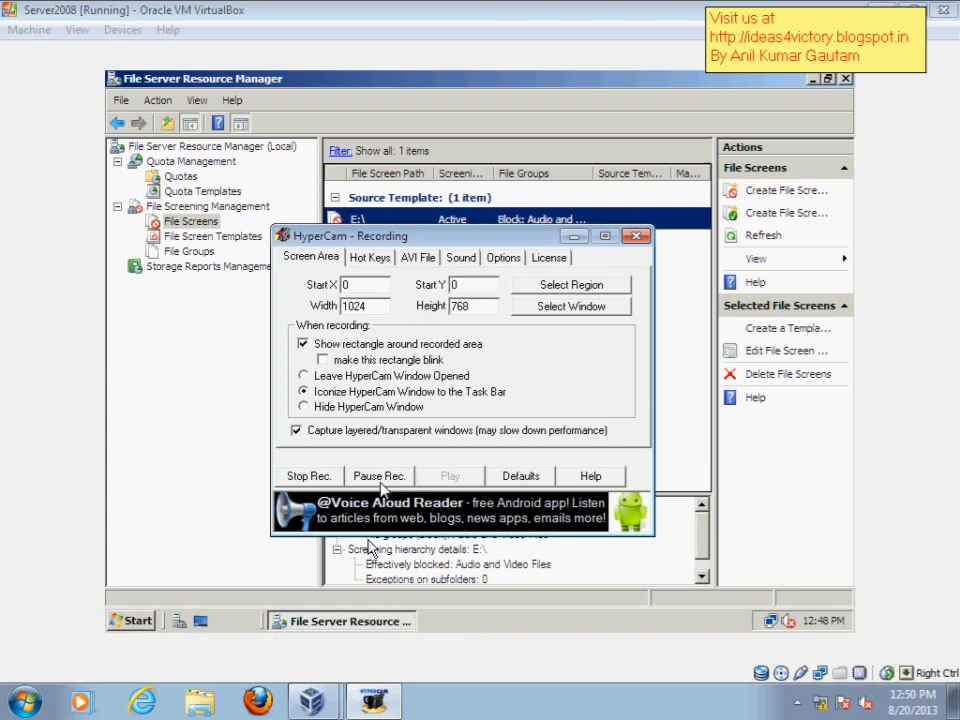 Server2008 [Running] - Oracle VM VirtualBox
Machine View Devices Help
Visit us at
http://ideas4victory.blogspot.in
By Anil Kumar Gautam
File Server Resource Manager
File Action View Help
File Server Resource Manager (Local)
Quota Management
Quotas
Quota Templates
File Screening Management
File Screens
File Screen Templates
File Groups
Storage Reports Manageme
Filter: Show all: 1 items
File Screen Path Screeni... File Groups Source Tem... Ma...
Source Template: (1 item)
E:\ Active Block: Audio and ...
HyperCam - Recording
Screen Area Hot Keys AVI File Sound Options License
Start X 0 Start Y 0 Select Region
Width 1024 Height 768 Select Window
When recording:
Show rectangle around recorded area
make this rectangle blink
Leave HyperCam Window Opened
Iconize HyperCam Window to the Task Bar
Hide HyperCam Window
Capture layered/transparent windows (may slow down performance)
Stop Rec. Pause Rec. Play Defaults Help
@Voice Aloud Reader - free Android app! Listen
to articles from web, blogs, news apps, emails more!
Screening hierarchy details: E:\
Effectively blocked: Audio and Video Files
Exceptions on subfolders: 0
Actions
File Screens
Create File Scre...
Create File Scre...
Refresh
View
Help
Selected File Screens
Create a Templa...
Edit File Screen ...
Delete File Screens
Help
Start File Server Resource ... 12:48 PM
Right Ctrl
HYPERCAM
12:50 PM
8/20/2013